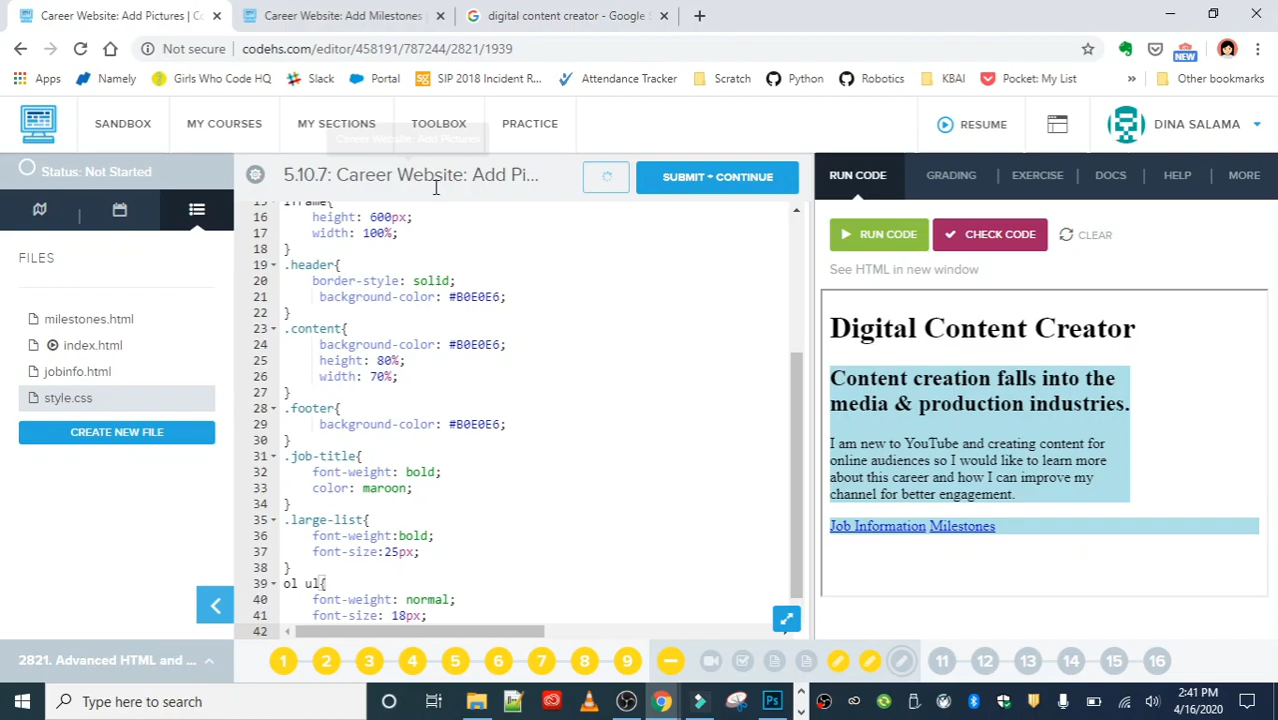 Career Website: Add Pictures | C
Career Website: Add Milestones
digital content creator - Google S
Not secure
codehs.com/editor/458191/787244/2821/1939
NEW
Apps
Namely
Girls Who Code HQ
Slack
Portal
SIP 2018 Incident R...
Attendance Tracker
Scratch
Python
Robotics
KBAI
Pocket: My List
»
Other bookmarks
SANDBOX
MY COURSES
MY SECTIONS
TOOLBOX
PRACTICE
RESUME
DINA SALAMA
Career Website: Add Pictures
Status: Not Started
5.10.7: Career Website: Add Pi...
SUBMIT + CONTINUE
RUN CODE
GRADING
EXERCISE
DOCS
HELP
MORE
FILES
milestones.html
index.html
jobinfo.html
style.css
CREATE NEW FILE
15 iframe{
16 height: 600px;
17 width: 100%;
18 }
19 .header{
20 border-style: solid;
21 background-color: #B0E0E6;
22 }
23 .content{
24 background-color: #B0E0E6;
25 height: 80%;
26 width: 70%;
27 }
28 .footer{
29 background-color: #B0E0E6;
30 }
31 .job-title{
32 font-weight: bold;
33 color: maroon;
34 }
35 .large-list{
36 font-weight:bold;
37 font-size:25px;
38 }
39 ol ul{
40 font-weight: normal;
41 font-size: 18px;
42
RUN CODE
CHECK CODE
CLEAR
See HTML in new window
Digital Content Creator
Content creation falls into the
media & production industries.
I am new to YouTube and creating content for
online audiences so I would like to learn more
about this career and how I can improve my
channel for better engagement.
Job Information Milestones
2821. Advanced HTML and ...
1 2 3 4 5 6 7 8 9 11 12 13 14 15 16
Type here to search
Ps
2:41 PM
4/16/2020